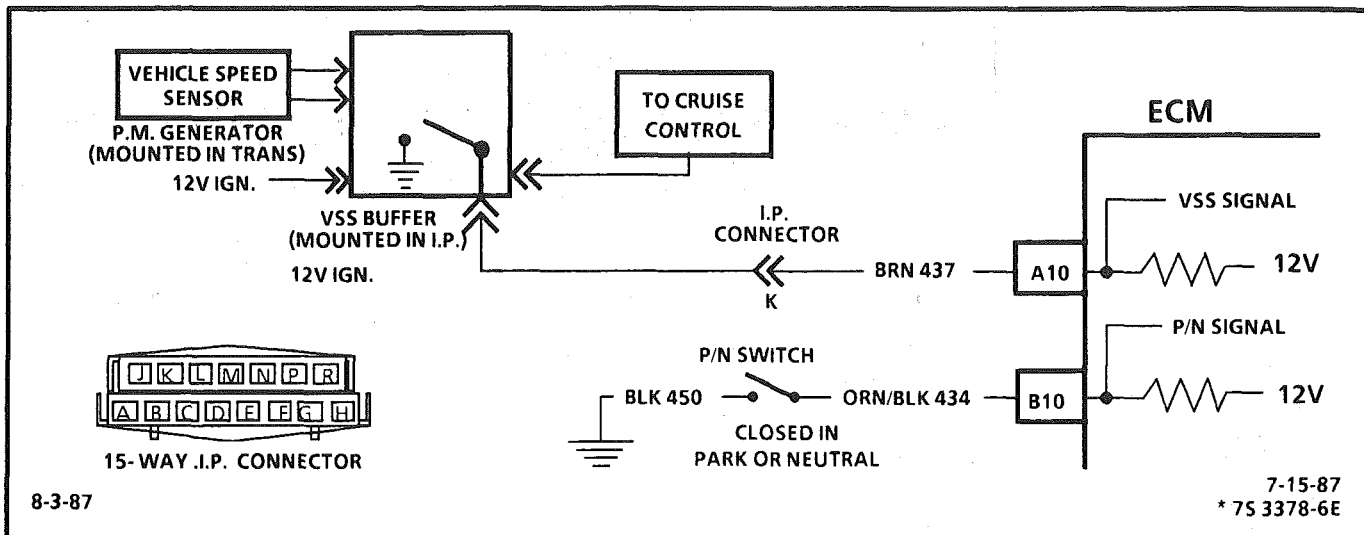 VEHICLE SPEED
SENSOR
P.M. GENERATOR
(MOUNTED IN TRANS)
12V IGN.
VSS BUFFER
(MOUNTED IN I.P.)
12V IGN.
TO CRUISE
CONTROL
I.P.
CONNECTOR
K
BRN 437
ECM
A10
VSS SIGNAL
12V
P/N SIGNAL
B10
12V
P/N SWITCH
BLK 450
ORN/BLK 434
CLOSED IN
PARK OR NEUTRAL
J K L M N P R
A B C D E F G H
15- WAY .I.P. CONNECTOR
8-3-87
7-15-87
* 7S 3378-6E